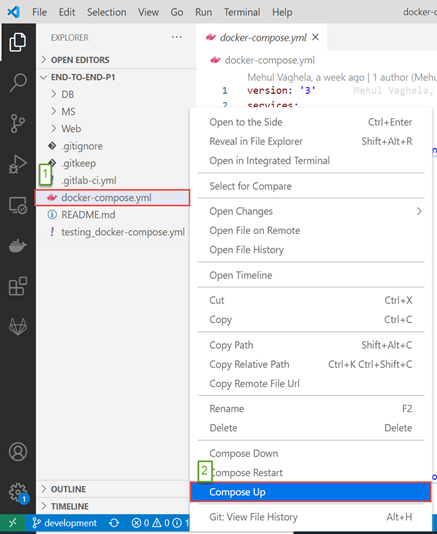 File Edit Selection View Go Run Terminal Help docker-c
EXPLORER
docker-compose.yml
OPEN EDITORS
docker-compose.yml
END-TO-END-P1
Mehul Vaghela, a week ago | 1 author (Meh
DB
1 version: '3' Mehul Vaghela,
MS
2 services:
Web
Open to the Side Ctrl+Enter
.gitignore
Reveal in File Explorer Shift+Alt+R
.gitkeep
Open in Integrated Terminal
1
.gitlab-ci.yml
Select for Compare
docker-compose.yml
README.md
Open Changes
testing_docker-compose.yml
Open File on Remote
Open File History
Open Timeline
Cut Ctrl+X
Copy Ctrl+C
Copy Path Shift+Alt+C
Copy Relative Path Ctrl+K Ctrl+Shift+C
Copy Remote File Url
Rename F2
Delete Delete
Compose Down
2
Compose Restart
Compose Up
OUTLINE
TIMELINE
Git: View File History Alt+H
1
development 0 0 1